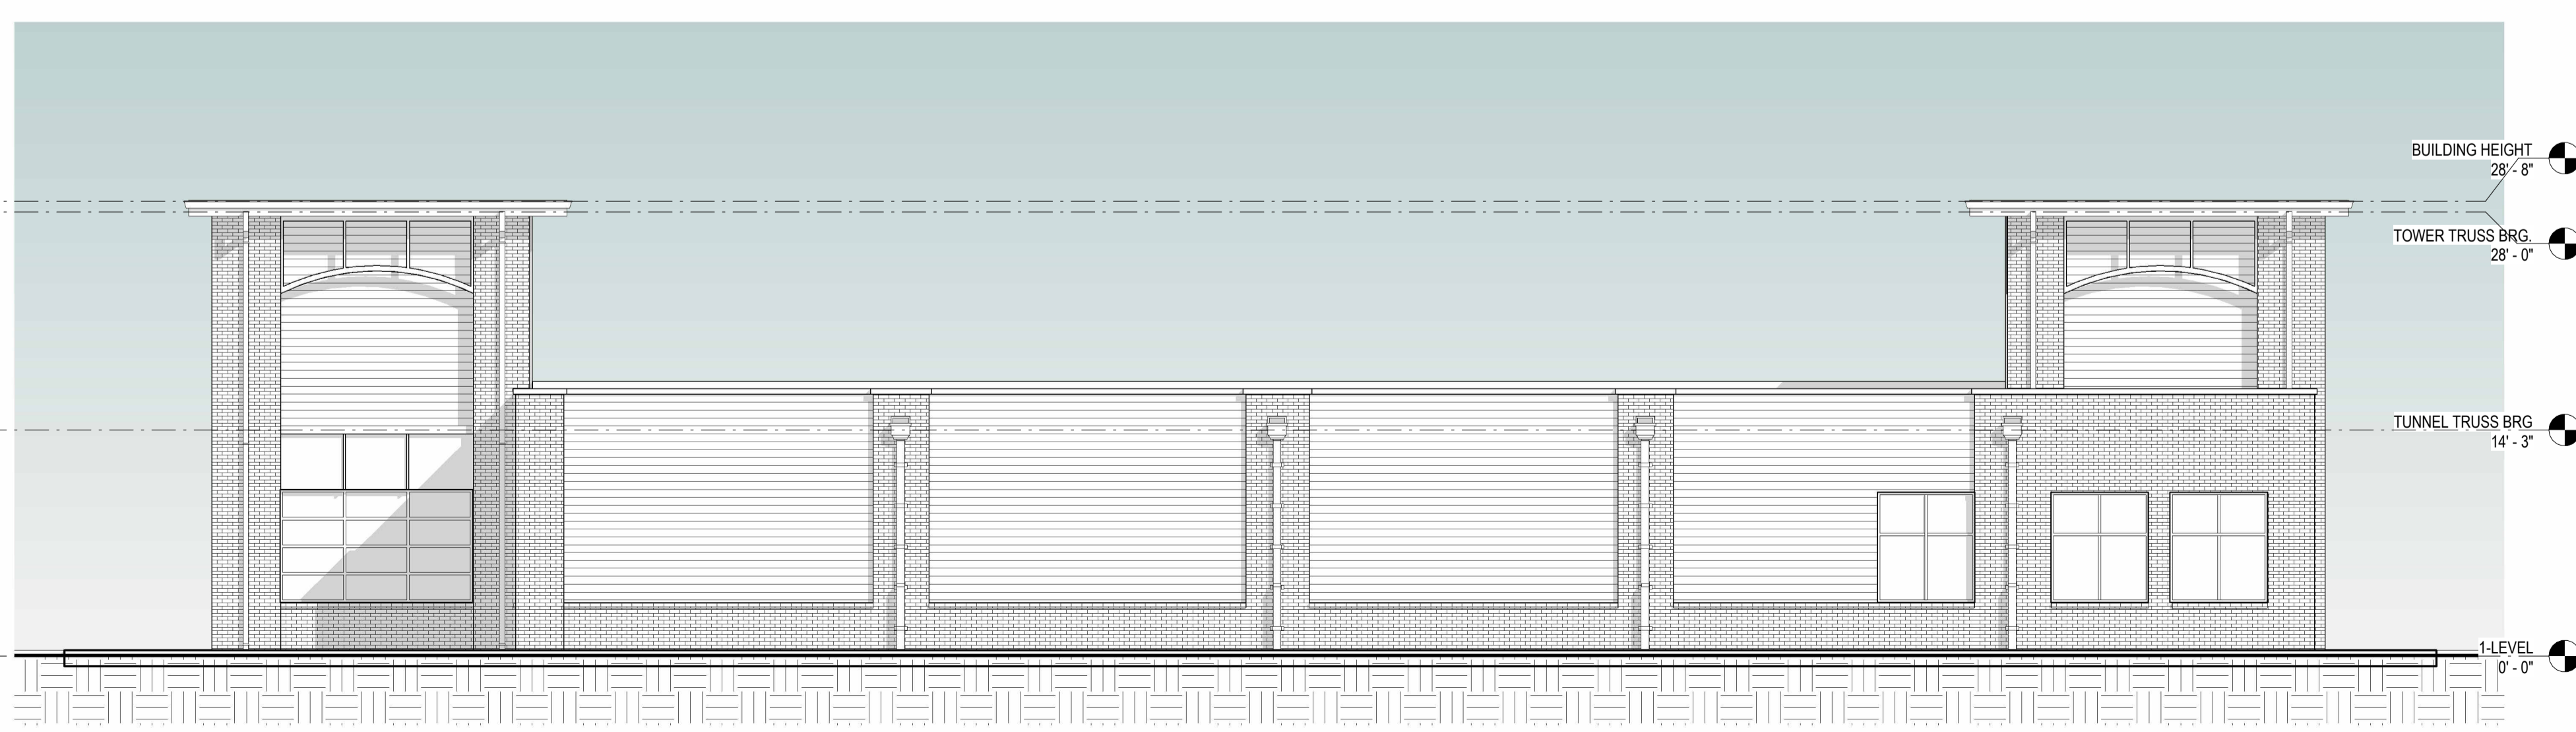 BUILDING HEIGHT
28' - 8"
TOWER TRUSS BRG.
28' - 0"
TUNNEL TRUSS BRG
14' - 3"
1-LEVEL
0' - 0"